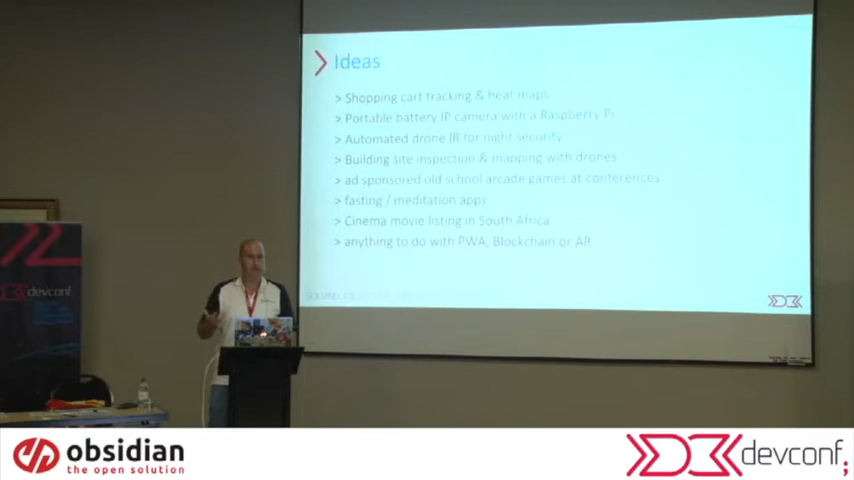 Ideas
> Shopping cart tracking & heat maps
> Portable battery IP camera with a Raspberry Pi
> Automated drone IR for night security
> Building site inspection & mapping with drones
> ad sponsored old school arcade games at conferences
> fasting / meditation apps
> Cinema movie listing in South Africa
> anything to do with PWA, Blockchain or AR
devconf
obsidian
the open solution
devconf;